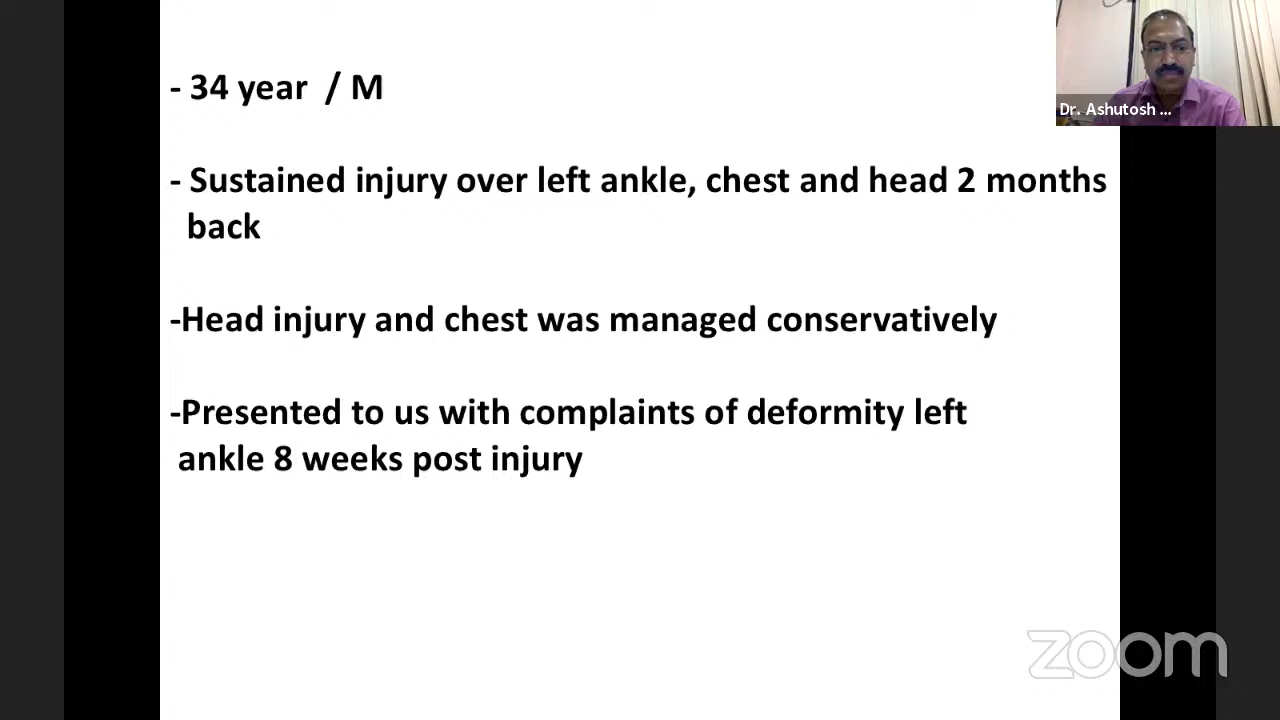 - 34 year / M
Dr. Ashutosh ...
- Sustained injury over left ankle, chest and head 2 months
back
-Head injury and chest was managed conservatively
-Presented to us with complaints of deformity left
ankle 8 weeks post injury
zoom